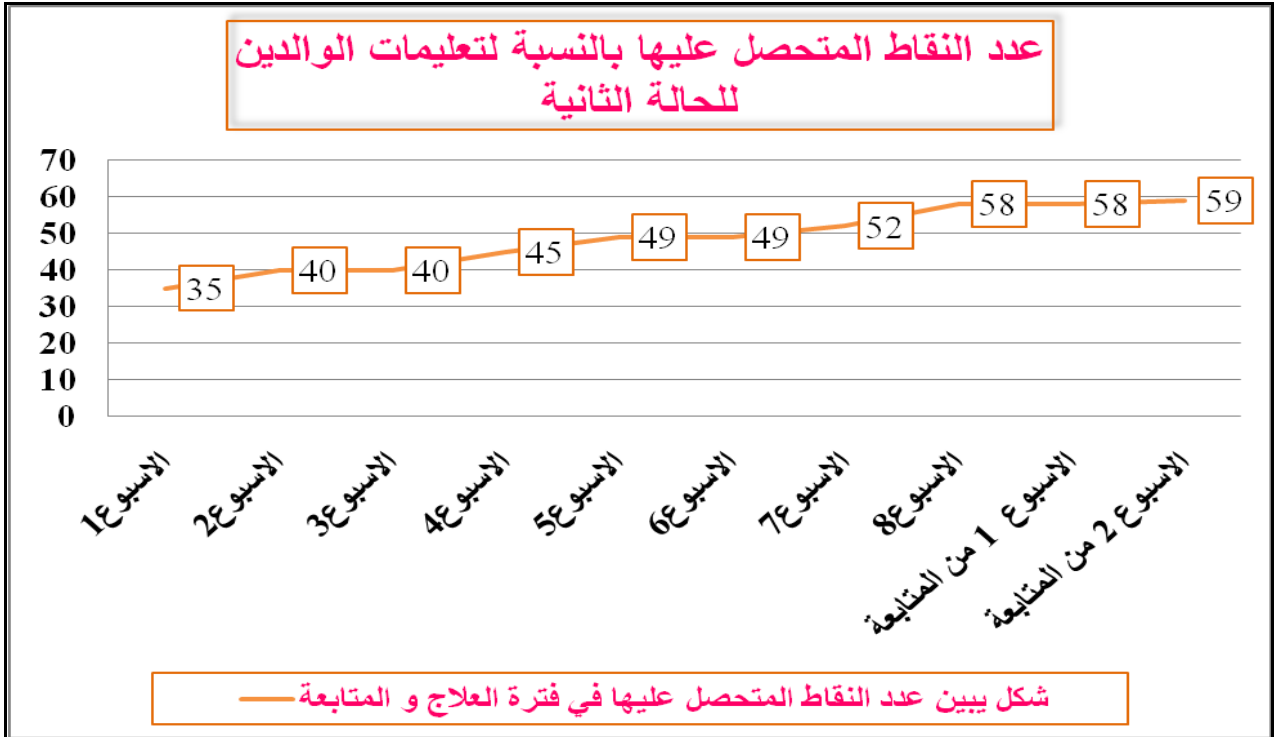 عدد النقاط المتحصل عليها بالنسبة لتعليمات الوالدين
للحالة الثانية
70
60
50
40
30
20
10
0
35
40
40
45
49
49
52
58
58
59
الاسبوع1
الاسبوع2
الاسبوع3
الاسبوع4
الاسبوع5
الاسبوع6
الاسبوع7
الاسبوع8
الاسبوع 1 من المتابعة
الاسبوع 2 من المتابعة
شكل يبين عدد النقاط المتحصل عليها في فترة العلاج و المتابعة